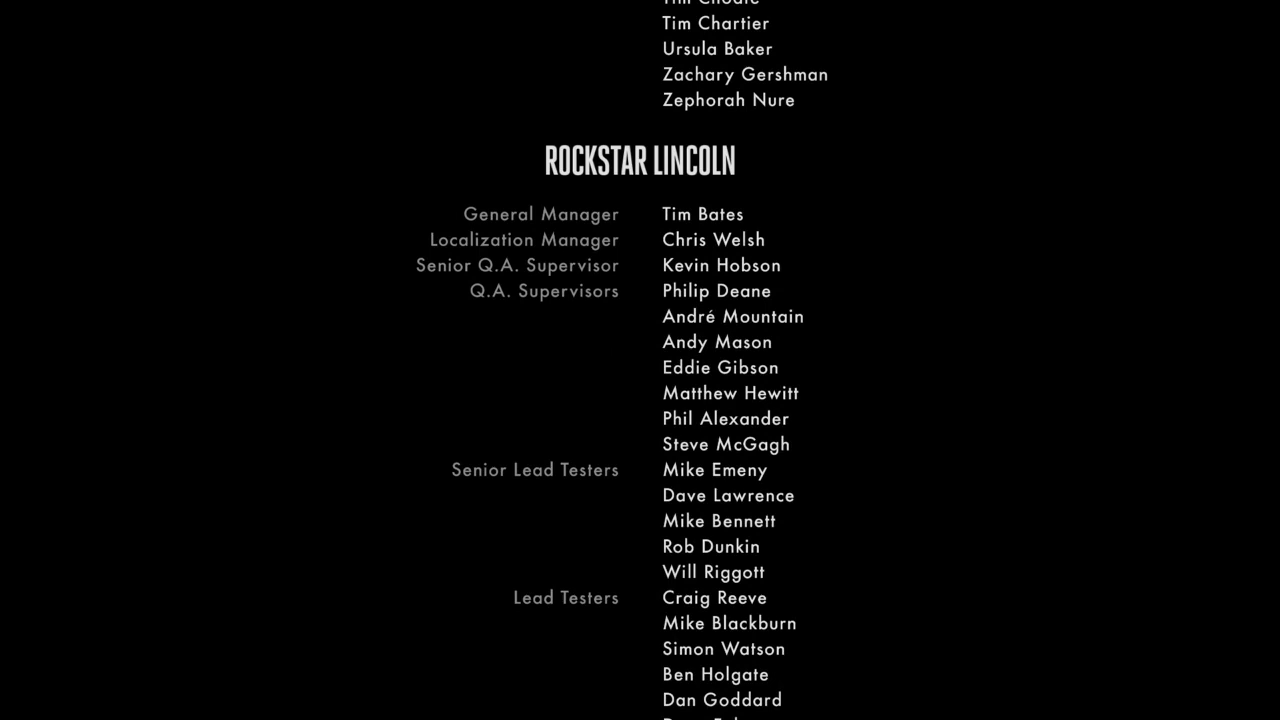 Tim Chartier
Ursula Baker
Zachary Gershman
Zephorah Nure
ROCKSTAR LINCOLN
General Manager Tim Bates
Localization Manager Chris Welsh
Senior Q.A. Supervisor Kevin Hobson
Q.A. Supervisors Philip Deane
André Mountain
Andy Mason
Eddie Gibson
Matthew Hewitt
Phil Alexander
Steve McGagh
Senior Lead Testers Mike Emeny
Dave Lawrence
Mike Bennett
Rob Dunkin
Will Riggott
Lead Testers Craig Reeve
Mike Blackburn
Simon Watson
Ben Holgate
Dan Goddard